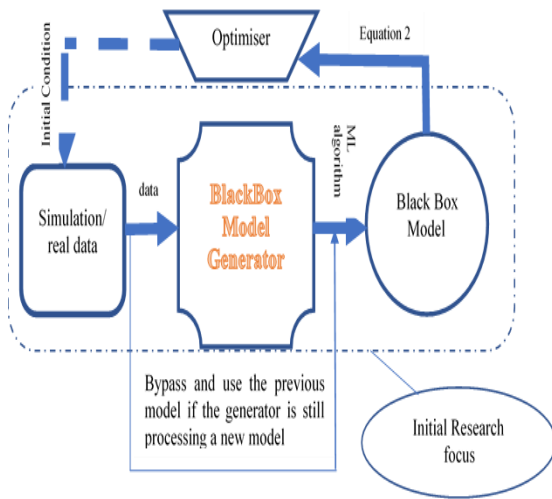 Optimiser
Equation 2
Initial Condition
Simulation/
real data
data
BlackBox
Model
Generator
ML
algorithm
Black Box
Model
Bypass and use the previous
model if the generator is still
processing a new model
Initial Research
focus